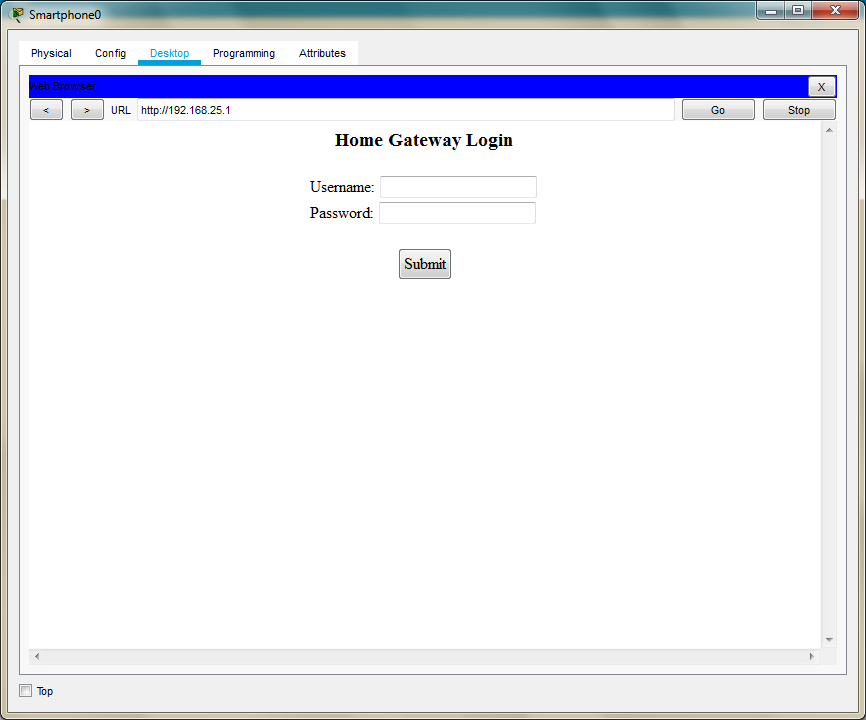 Smartphone0
Physical Config Desktop Programming Attributes
Web Browser X
< > URL http://192.168.25.1 Go Stop
Home Gateway Login
Username:
Password:
Submit
Top